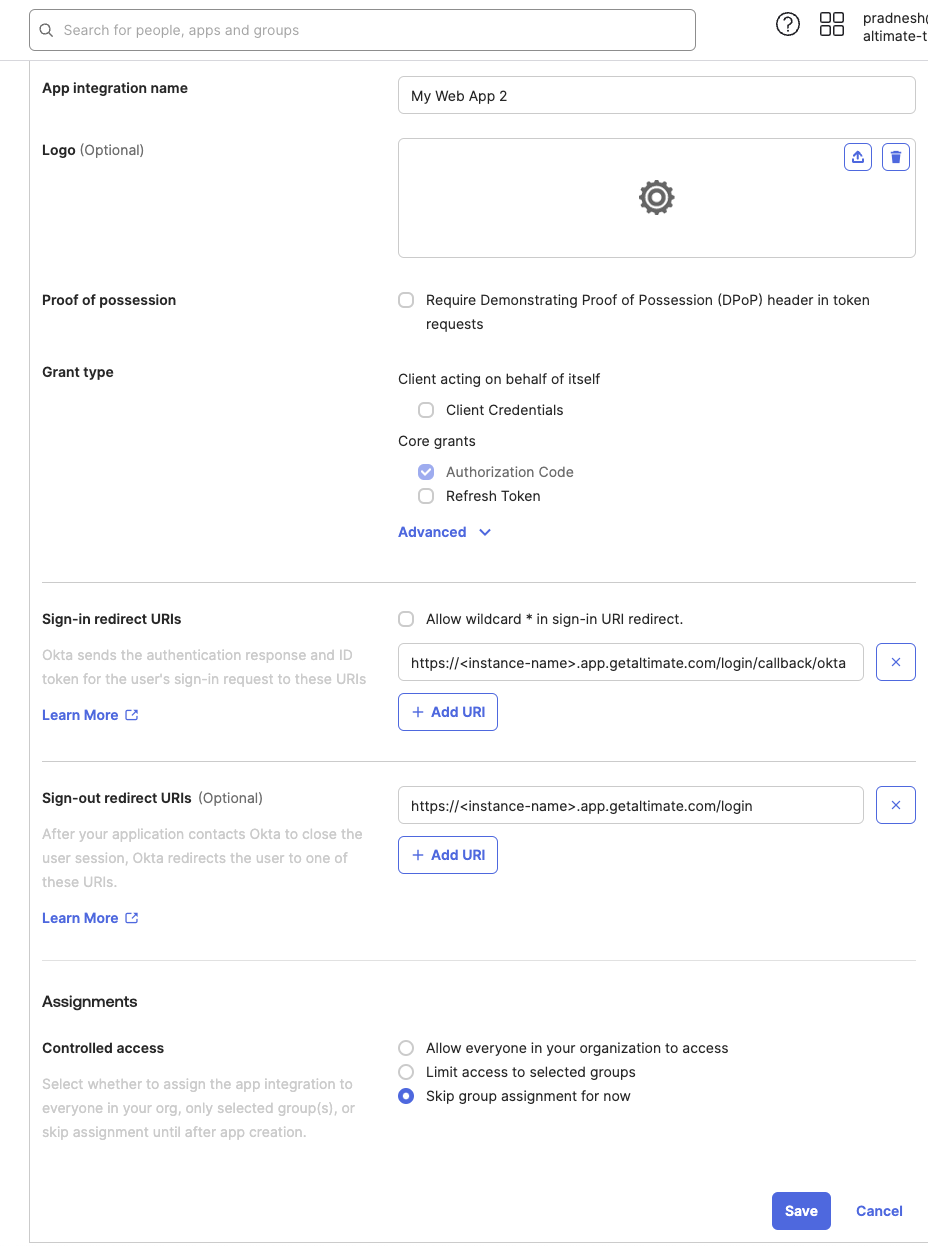 Search for people, apps and groups
pradnesh@
altimate-t
App integration name
My Web App 2
Logo (Optional)
Proof of possession
Require Demonstrating Proof of Possession (DPoP) header in token
requests
Grant type
Client acting on behalf of itself
Client Credentials
Core grants
Authorization Code
Refresh Token
Advanced
Sign-in redirect URIs
Allow wildcard * in sign-in URI redirect.
Okta sends the authentication response and ID
token for the user's sign-in request to these URIs
https://<instance-name>.app.getaltimate.com/login/callback/okta
Learn More
+ Add URI
Sign-out redirect URIs (Optional)
https://<instance-name>.app.getaltimate.com/login
After your application contacts Okta to close the
user session, Okta redirects the user to one of
these URIs.
+ Add URI
Learn More
Assignments
Controlled access
Allow everyone in your organization to access
Limit access to selected groups
Skip group assignment for now
Select whether to assign the app integration to
everyone in your org, only selected group(s), or
skip assignment until after app creation.
Save
Cancel